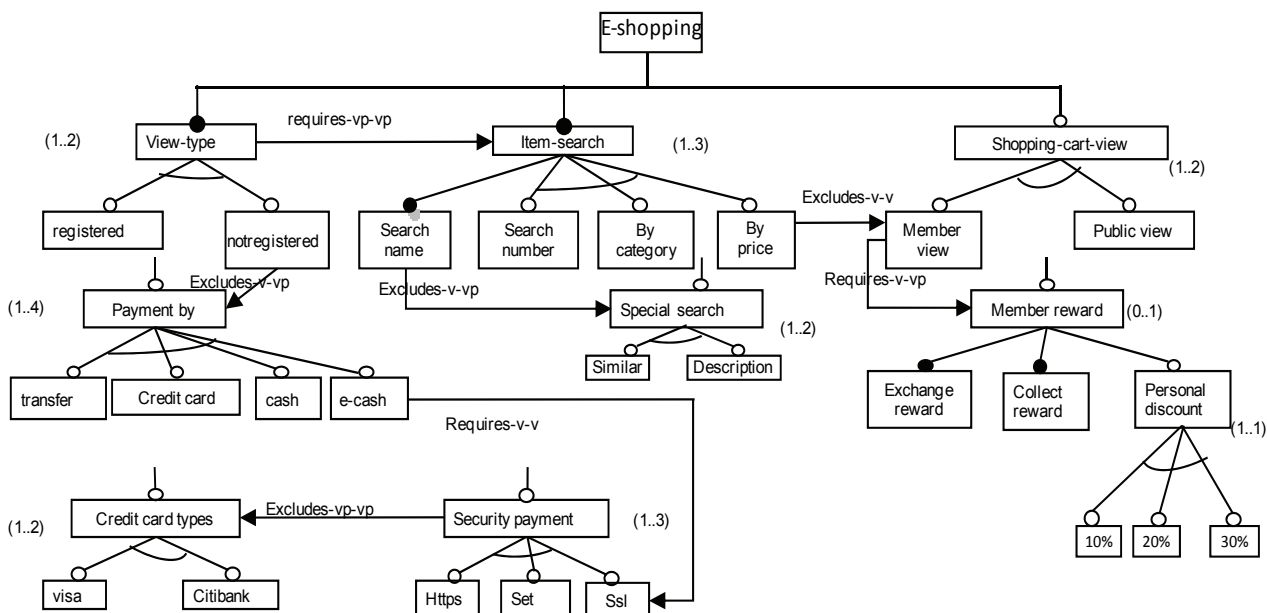 E-shopping
requires-vp-vp
(1..2)
View-type
Item-search
(1..3)
Shopping-cart-view
(1..2)
Excludes-v-v
registered
notregistered
Search
name
Search
number
By
category
By
price
Member
view
Public view
Excludes-v-vp
Excludes-v-vp
Requires-v-vp
(1..4)
Payment by
Special search
(1..2)
Member reward
(0..1)
Similar
Description
transfer
Credit card
cash
e-cash
Exchange
reward
Collect
reward
Personal
discount
(1..1)
Requires-v-v
(1..2)
Credit card types
Excludes-vp-vp
Security payment
(1..3)
10%
20%
30%
visa
Citibank
Https
Set
Ssl